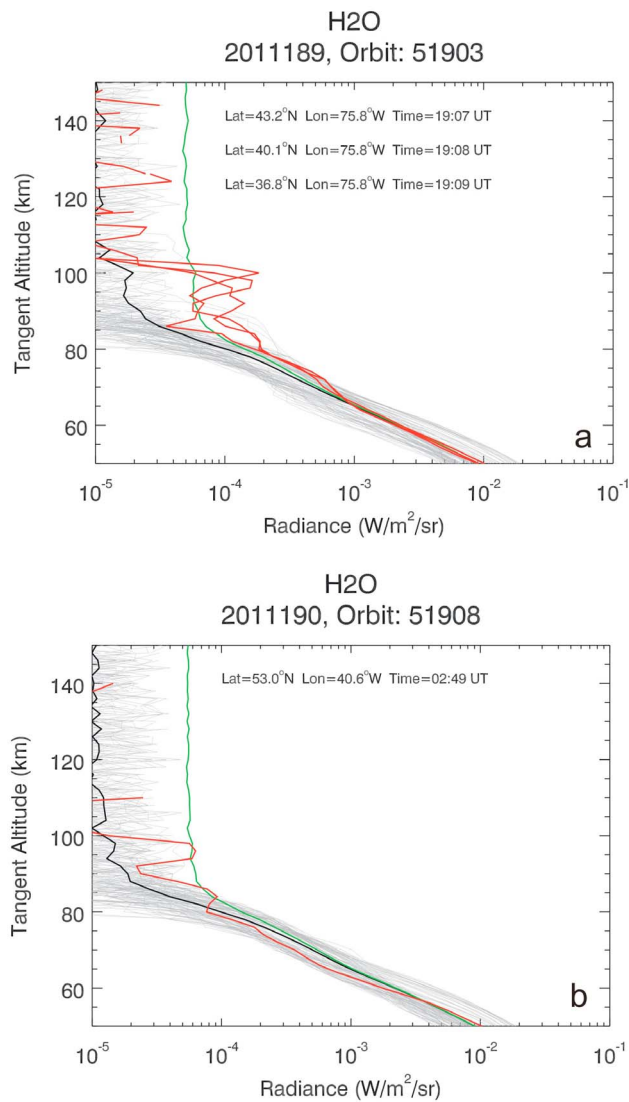 H2O
2011189, Orbit: 51903
Lat=43.2°N Lon=75.8°W Time=19:07 UT
Lat=40.1°N Lon=75.8°W Time=19:08 UT
Lat=36.8°N Lon=75.8°W Time=19:09 UT
140
120
100
80
60
Tangent Altitude (km)
a
10⁻⁵ 10⁻⁴ 10⁻³ 10⁻² 10⁻¹
Radiance (W/m²/sr)
H2O
2011190, Orbit: 51908
Lat=53.0°N Lon=40.6°W Time=02:49 UT
140
120
100
80
60
Tangent Altitude (km)
b
10⁻⁵ 10⁻⁴ 10⁻³ 10⁻² 10⁻¹
Radiance (W/m²/sr)